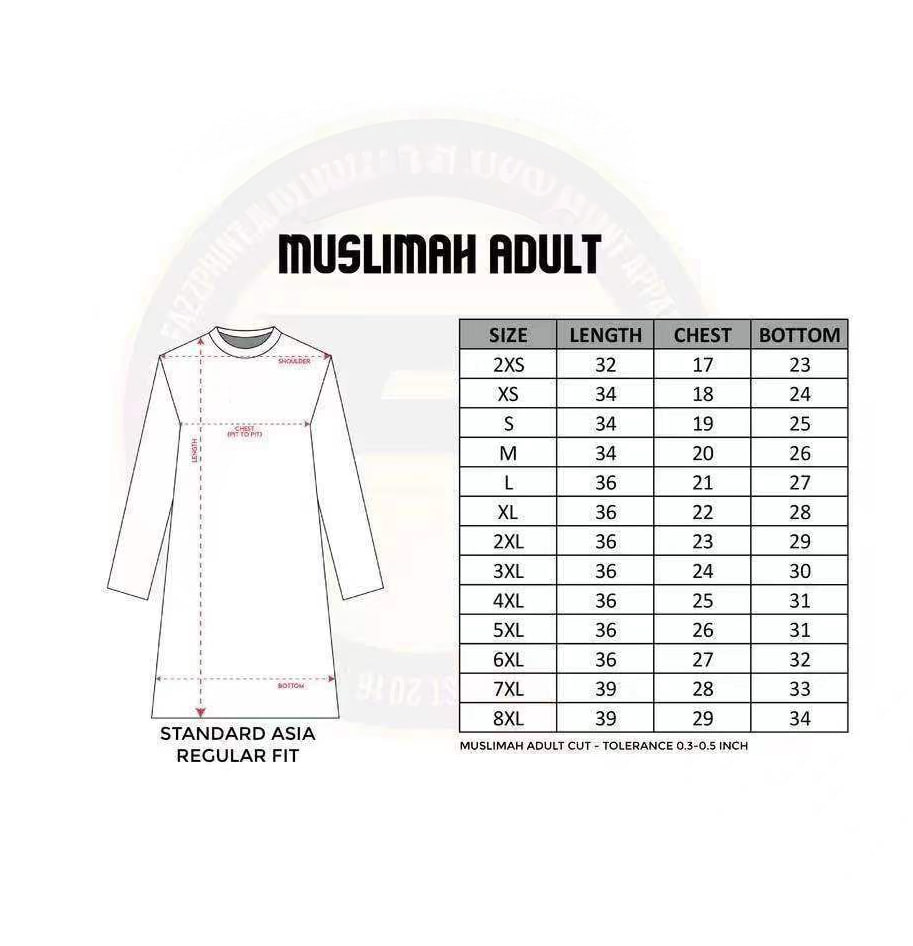 MUSLIMAH ADULT
SHOULDER
CHEST
(PIT TO PIT)
LENGTH
BOTTOM
STANDARD ASIA
REGULAR FIT
SIZE LENGTH CHEST BOTTOM
2XS 32 17 23
XS 34 18 24
S 34 19 25
M 34 20 26
L 36 21 27
XL 36 22 28
2XL 36 23 29
3XL 36 24 30
4XL 36 25 31
5XL 36 26 31
6XL 36 27 32
7XL 39 28 33
8XL 39 29 34
MUSLIMAH ADULT CUT - TOLERANCE 0.3-0.5 INCH